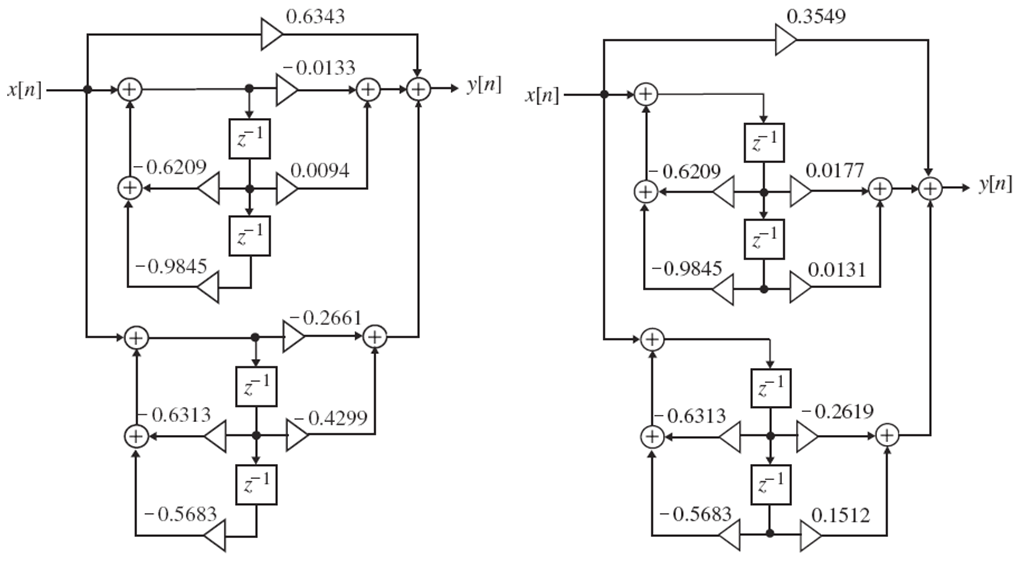 0.6343
-0.0133
x[n]
y[n]
z⁻¹
-0.6209
0.0094
z⁻¹
-0.9845
-0.2661
z⁻¹
-0.6313
-0.4299
z⁻¹
-0.5683
0.3549
x[n]
z⁻¹
-0.6209
0.0177
y[n]
z⁻¹
-0.9845
0.0131
z⁻¹
-0.6313
-0.2619
z⁻¹
-0.5683
0.1512